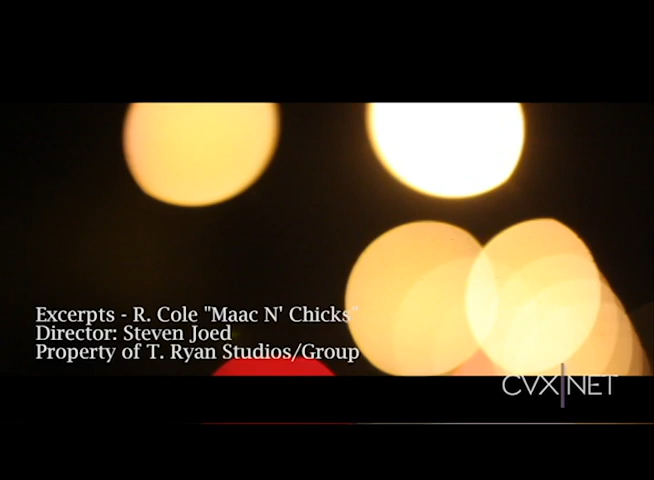 Excerpts - R. Cole "Maac N' Chicks"
Director: Steven Joed
Property of T. Ryan Studios/Group
CVX|NET